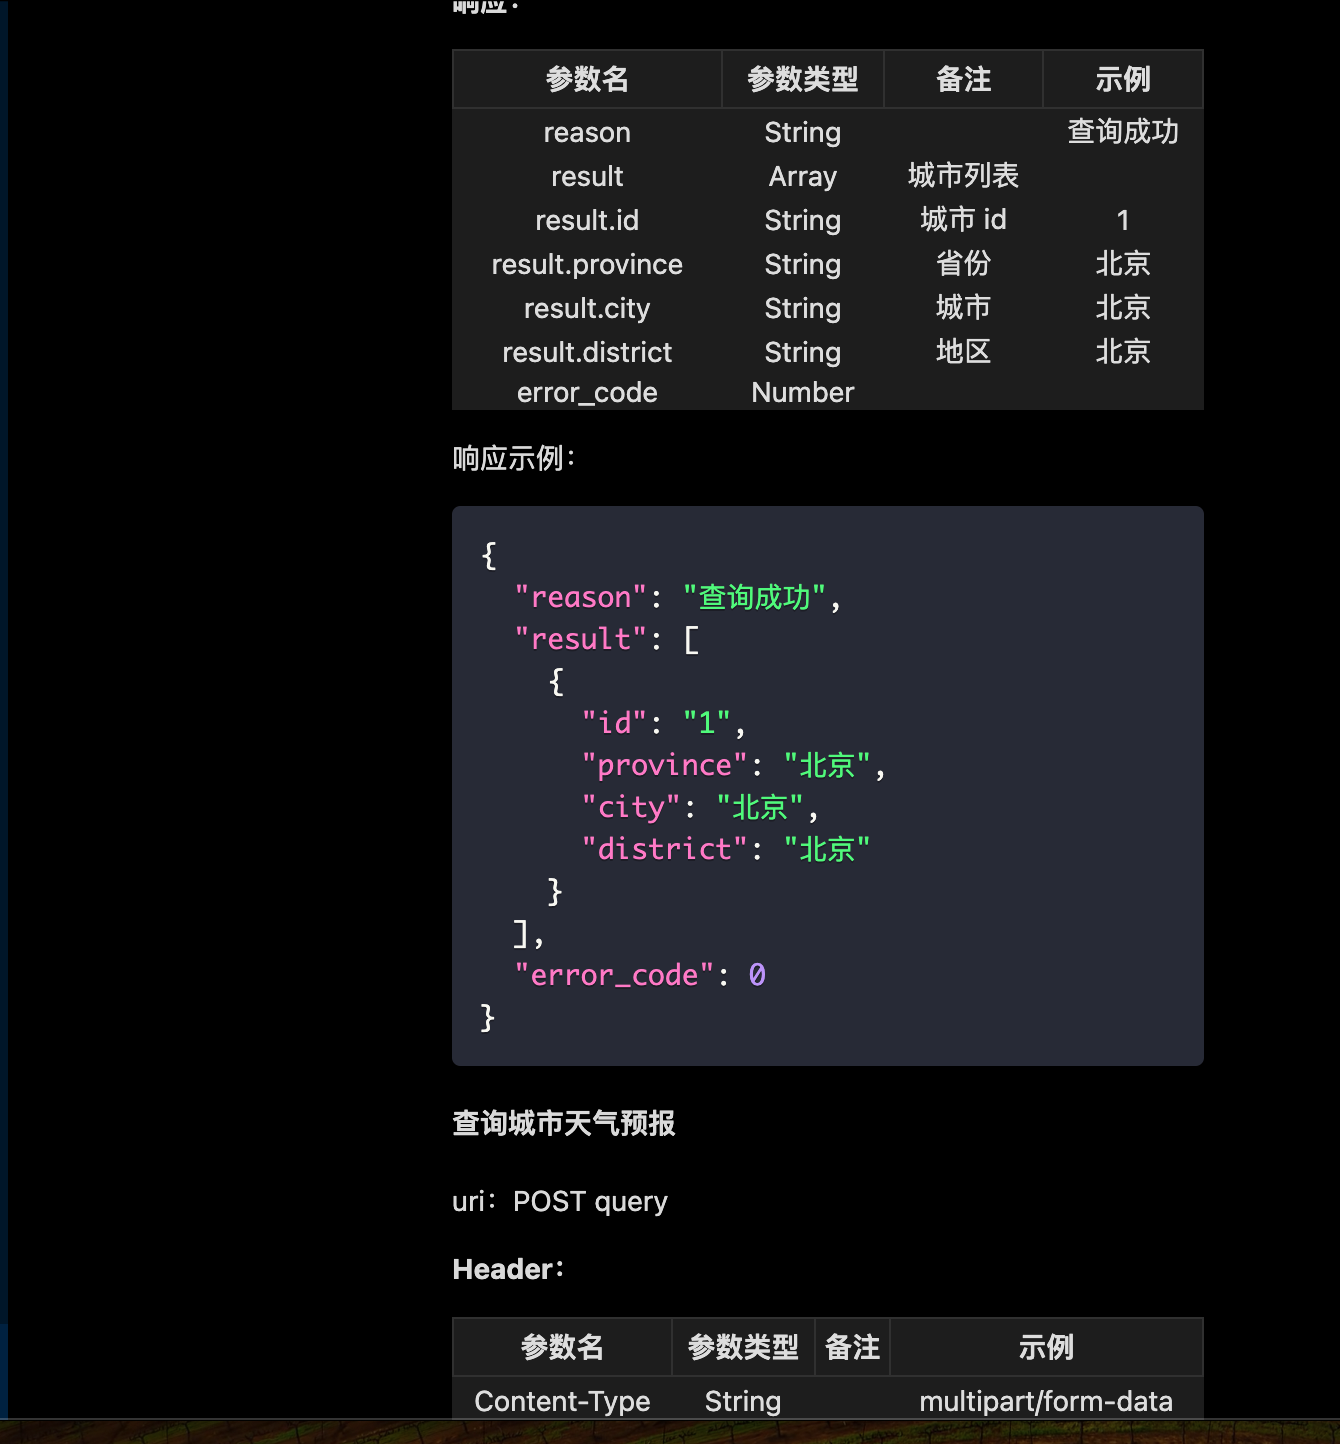 响应：
参数名 参数类型 备注 示例
reason String 查询成功
result Array 城市列表
result.id String 城市 id 1
result.province String 省份 北京
result.city String 城市 北京
result.district String 地区 北京
error_code Number
响应示例：
{
"reason": "查询成功",
"result": [
{
"id": "1",
"province": "北京",
"city": "北京",
"district": "北京"
}
],
"error_code": 0
}
查询城市天气预报
uri：POST query
Header：
参数名 参数类型 备注 示例
Content-Type String multipart/form-data